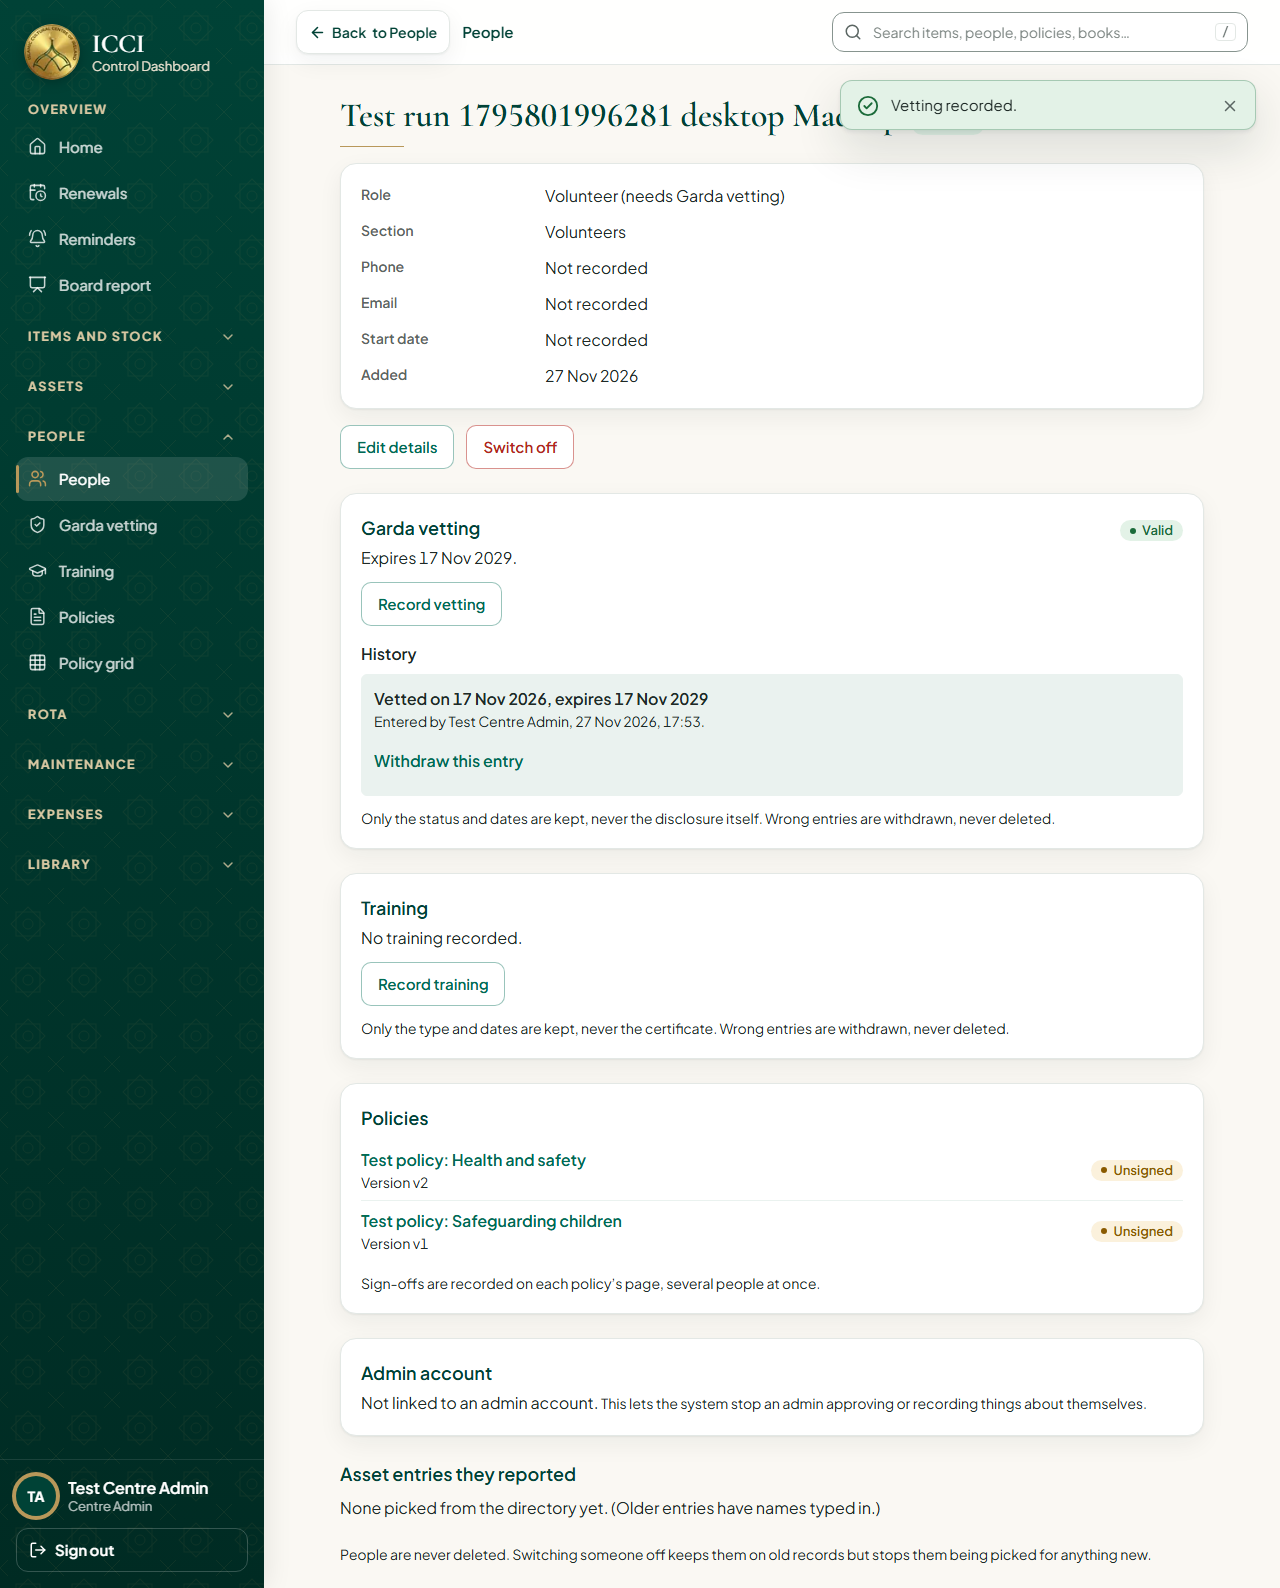 ICCI
Control Dashboard
OVERVIEW
Home
Renewals
Reminders
Board report
ITEMS AND STOCK
ASSETS
PEOPLE
People
Garda vetting
Training
Policies
Policy grid
ROTA
MAINTENANCE
EXPENSES
LIBRARY
TA
Test Centre Admin
Centre Admin
Sign out
Back to People
People
Search items, people, policies, books...
/
Vetting recorded.
Test run 1795801996281 desktop
Role
Volunteer (needs Garda vetting)
Section
Volunteers
Phone
Not recorded
Email
Not recorded
Start date
Not recorded
Added
27 Nov 2026
Edit details
Switch off
Garda vetting
Valid
Expires 17 Nov 2029.
Record vetting
History
Vetted on 17 Nov 2026, expires 17 Nov 2029
Entered by Test Centre Admin, 27 Nov 2026, 17:53.
Withdraw this entry
Only the status and dates are kept, never the disclosure itself. Wrong entries are withdrawn, never deleted.
Training
No training recorded.
Record training
Only the type and dates are kept, never the certificate. Wrong entries are withdrawn, never deleted.
Policies
Test policy: Health and safety
Version v2
Unsigned
Test policy: Safeguarding children
Version v1
Unsigned
Sign-offs are recorded on each policy's page, several people at once.
Admin account
Not linked to an admin account. This lets the system stop an admin approving or recording things about themselves.
Asset entries they reported
None picked from the directory yet. (Older entries have names typed in.)
People are never deleted. Switching someone off keeps them on old records but stops them being picked for anything new.